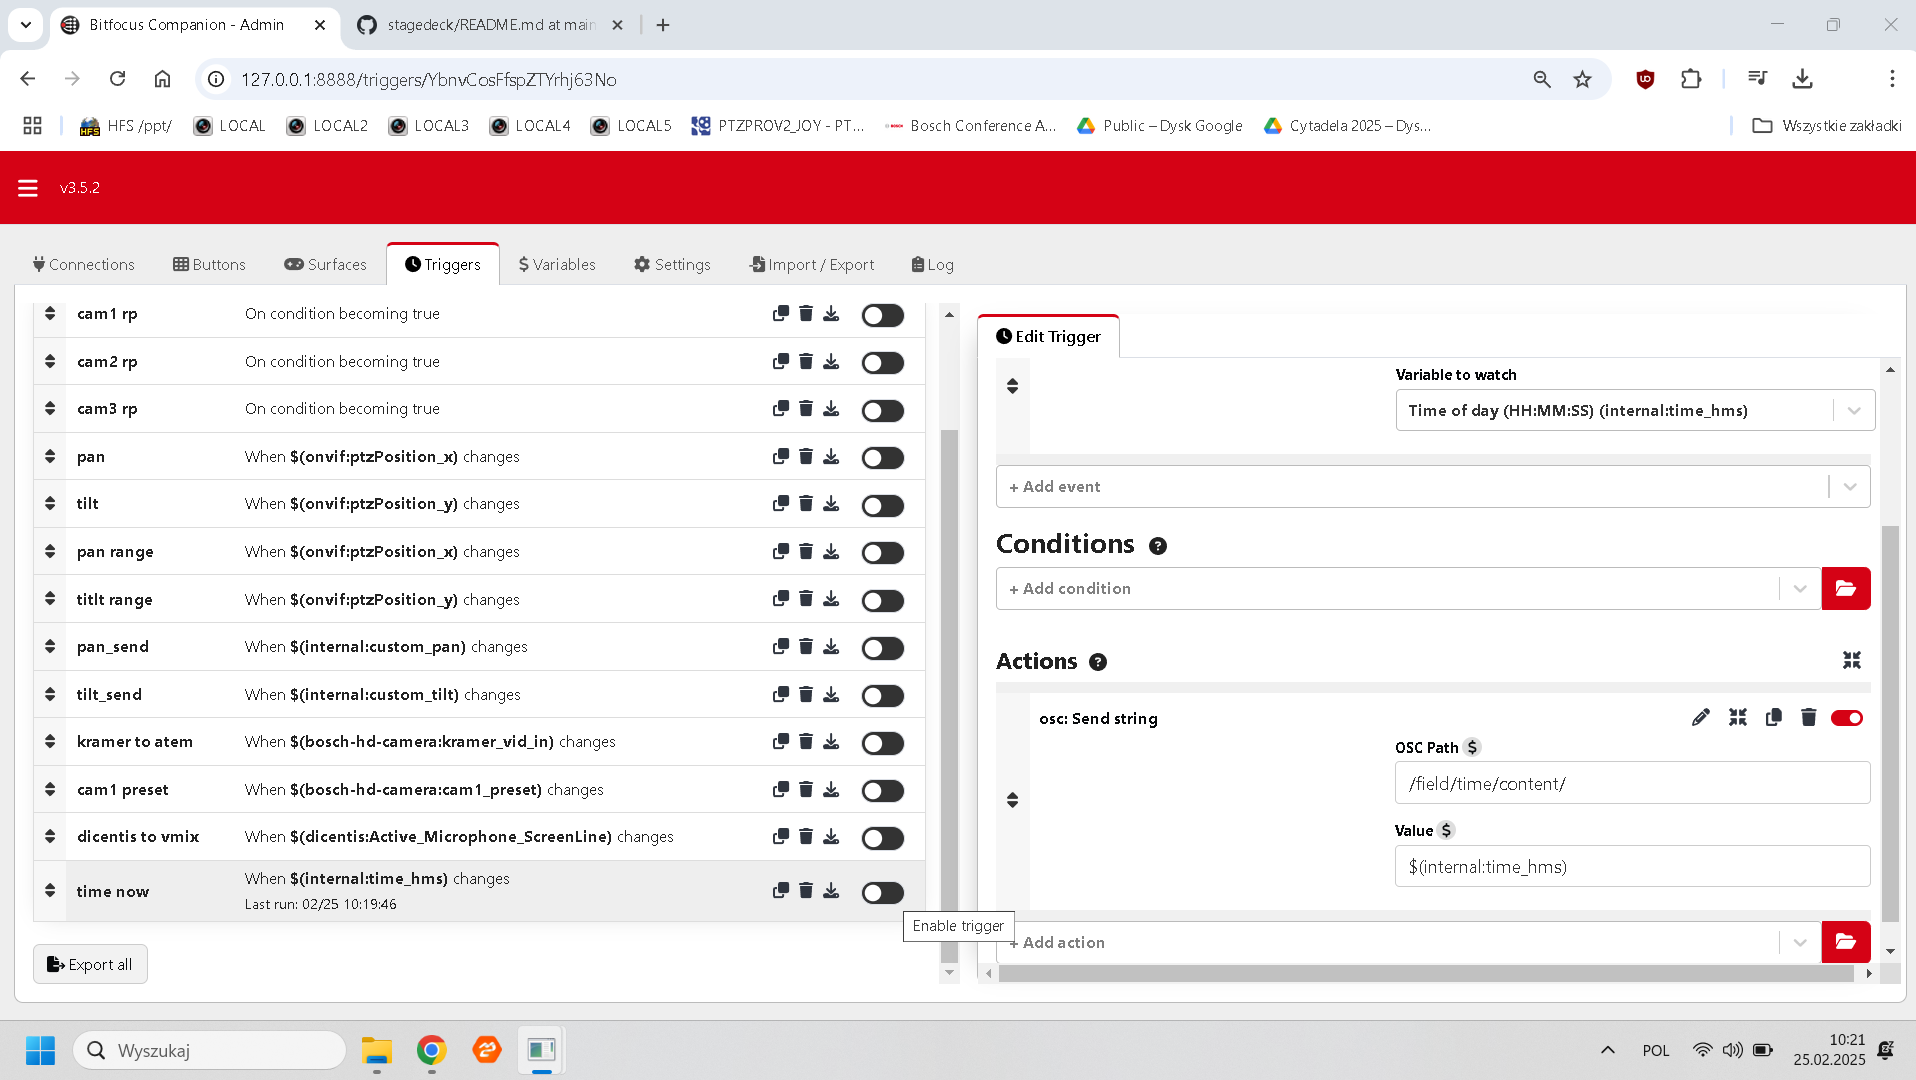 Bitfocus Companion - Admin
stagedeck/README.md at main
127.0.0.1:8888/triggers/YbnvCosFfspZTYrhj63No
HFS /ppt/
LOCAL
LOCAL2
LOCAL3
LOCAL4
LOCAL5
PTZPROV2_JOY - PT...
Bosch Conference A...
Public – Dysk Google
Cytadela 2025 – Dys...
Wszystkie zakładki
v3.5.2
Connections
Buttons
Surfaces
Triggers
Variables
Settings
Import / Export
Log
cam1 rp On condition becoming true
cam2 rp On condition becoming true
cam3 rp On condition becoming true
pan When $(onvif:ptzPosition_x) changes
tilt When $(onvif:ptzPosition_y) changes
pan range When $(onvif:ptzPosition_x) changes
titlt range When $(onvif:ptzPosition_y) changes
pan_send When $(internal:custom_pan) changes
tilt_send When $(internal:custom_tilt) changes
kramer to atem When $(bosch-hd-camera:kramer_vid_in) changes
cam1 preset When $(bosch-hd-camera:cam1_preset) changes
dicentis to vmix When $(dicentis:Active_Microphone_ScreenLine) changes
time now When $(internal:time_hms) changes
Last run: 02/25 10:19:46
Enable trigger
Export all
Edit Trigger
Variable to watch
Time of day (HH:MM:SS) (internal:time_hms)
+ Add event
Conditions ?
+ Add condition
Actions ?
osc: Send string
OSC Path $
/field/time/content/
Value $
$(internal:time_hms)
+ Add action
Wyszukaj
POL
10:21
25.02.2025